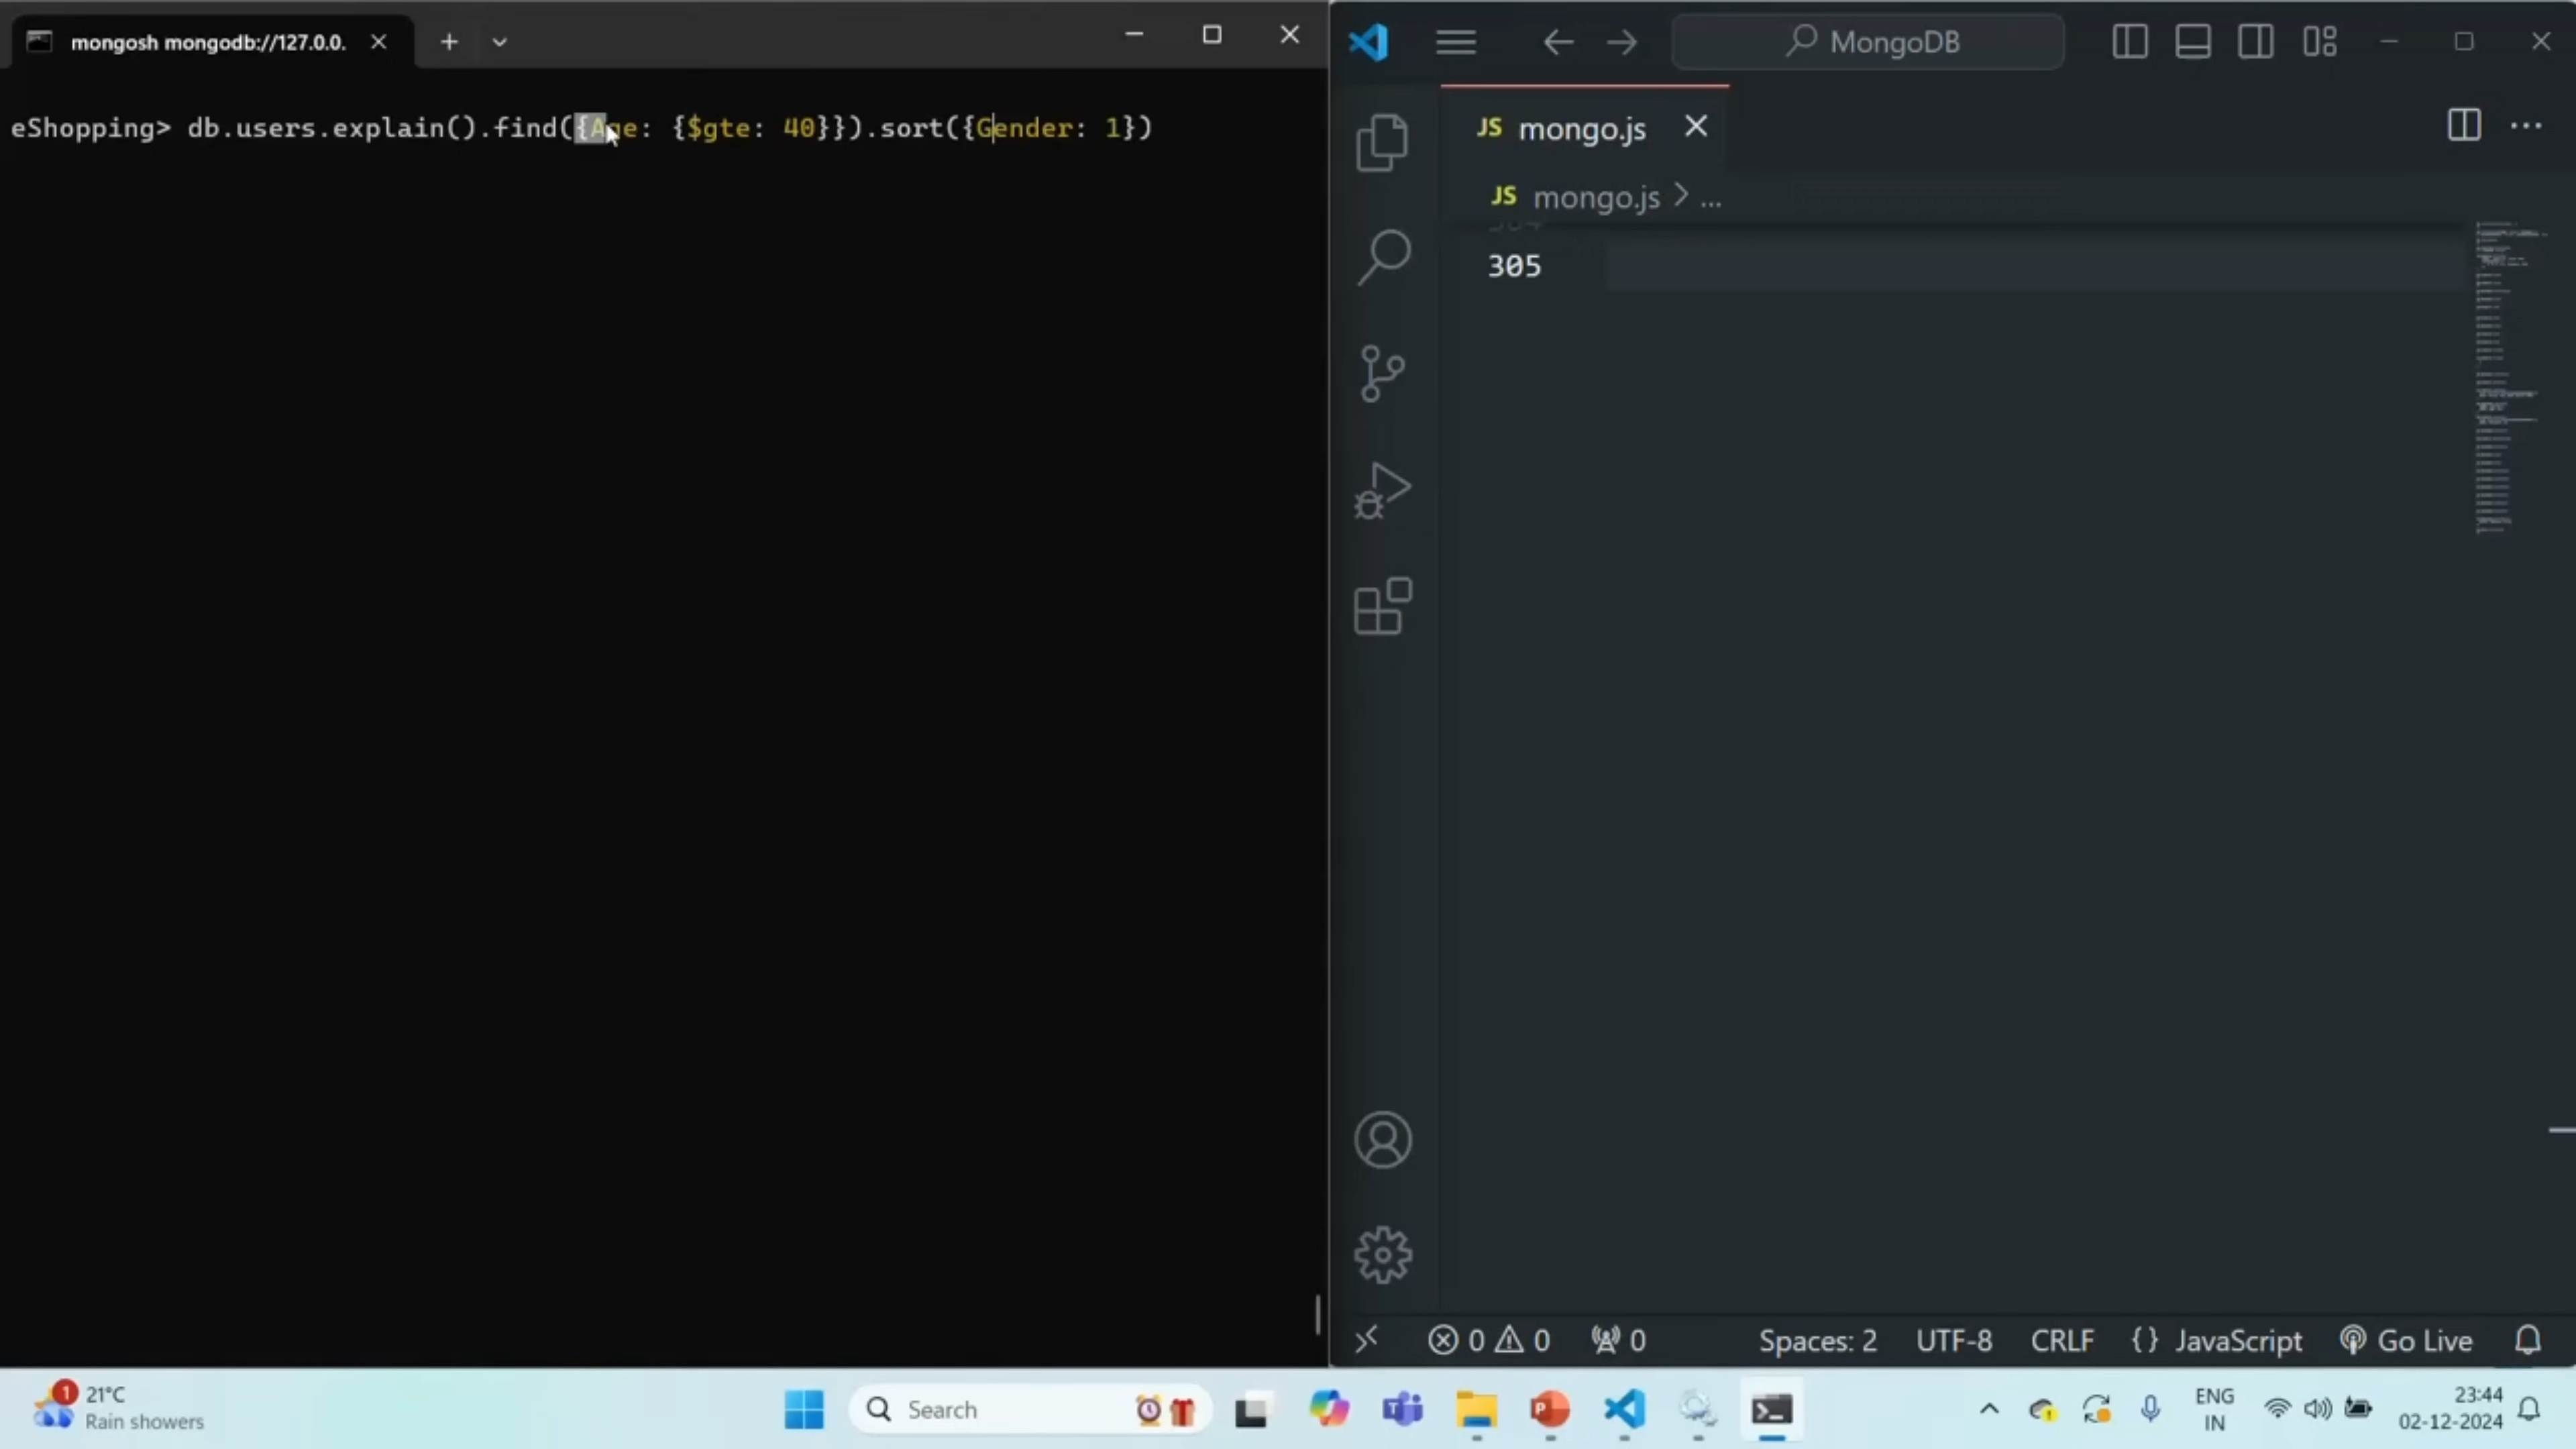 mongosh mongodb://127.0.0.
eShopping> db.users.explain().find({Age: {$gte: 40}}).sort({Gender: 1})
MongoDB
JS mongo.js
JS mongo.js > ...
305
0 0 0 Spaces: 2 UTF-8 CRLF {} JavaScript Go Live
1
21°C
Rain showers
Search
ENG
IN
23:44
02-12-2024